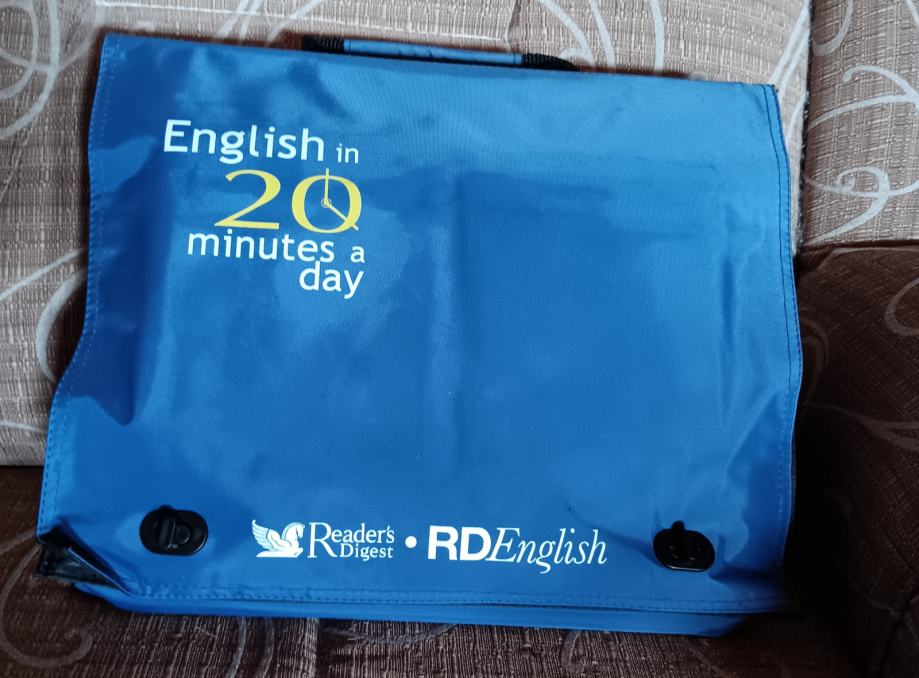 English in
20
minutes a
day
Reader's Digest • RDEnglish